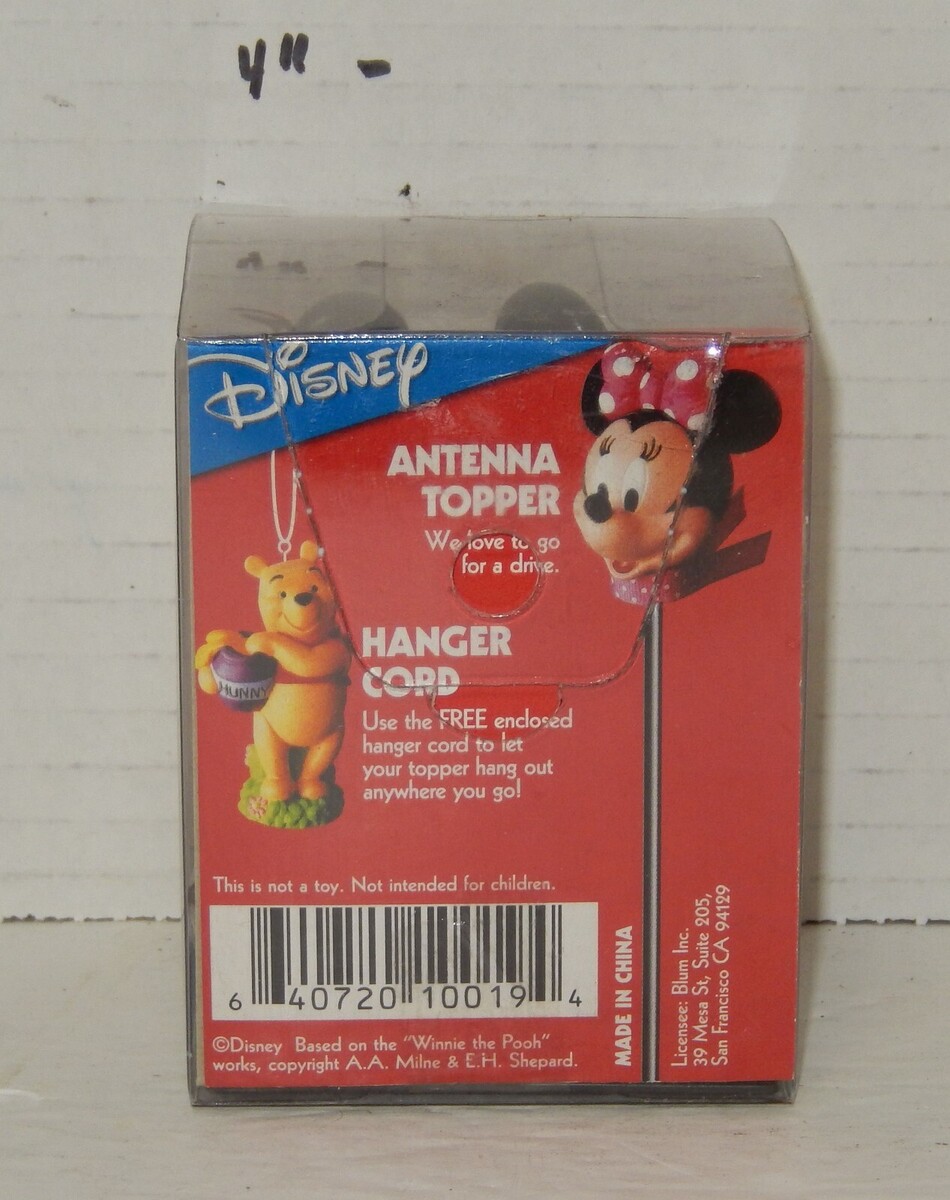 4" -
DISNEY
ANTENNA
TOPPER
We love to go
for a drive.
HUNNY
HANGER
CORD
Use the FREE enclosed
hanger cord to let
your topper hang out
anywhere you go!
This is not a toy. Not intended for children.
6 40720 10019 4
©Disney Based on the "Winnie the Pooh"
works, copyright A.A. Milne & E.H. Shepard.
MADE IN CHINA
Licensee: Blum Inc.
39 Mesa St, Suite 205,
San Francisco CA 94129